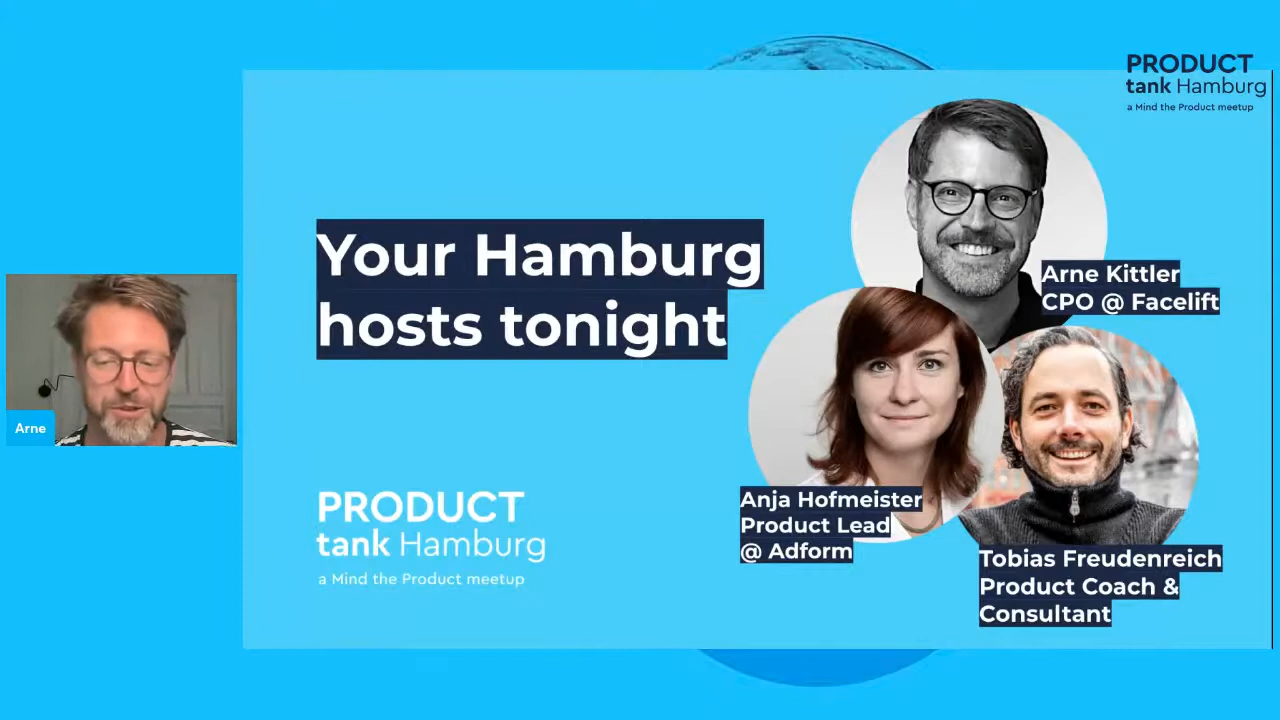 PRODUCT
tank Hamburg
a Mind the Product meetup
Your Hamburg
hosts tonight
Arne Kittler
CPO @ Facelift
Arne
Anja Hofmeister
Product Lead
@ Adform
Tobias Freudenreich
Product Coach &
Consultant
PRODUCT
tank Hamburg
a Mind the Product meetup